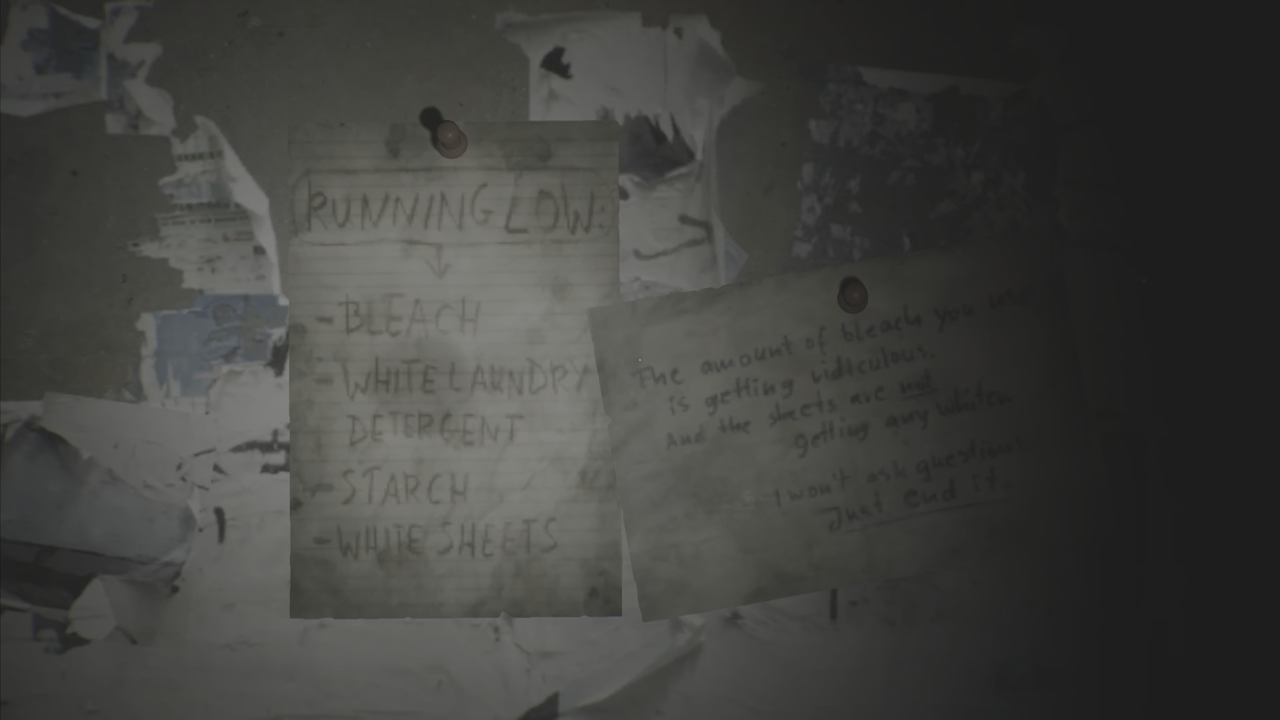 RUNNING LOW:
- BLEACH
- WHITE LAUNDRY
DETERGENT
- STARCH
- WHITE SHEETS
The amount of bleach you use
is getting ridiculous.
And the sheets are not
getting any whiter.
I won't ask questions
Just end it.